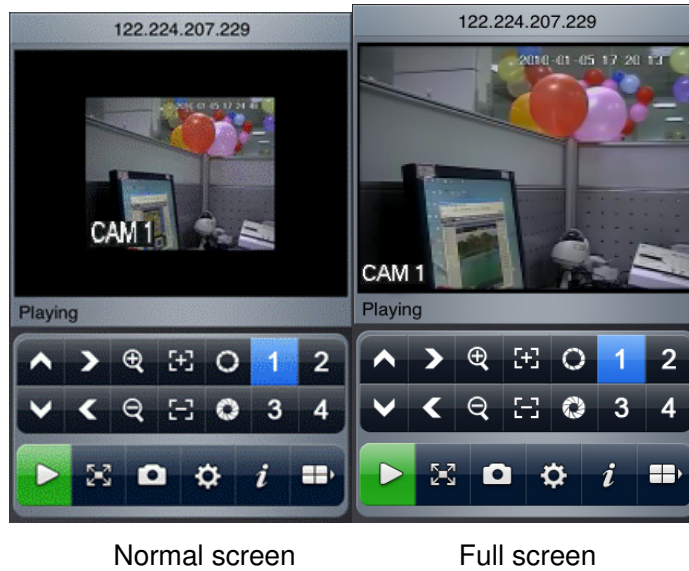 122.224.207.229
2010-01-05 17 24 40
CAM 1
Playing
1 2
3 4
i
Normal screen
122.224.207.229
2010-01-05 17 20 13
CAM 1
Playing
1 2
3 4
i
Full screen